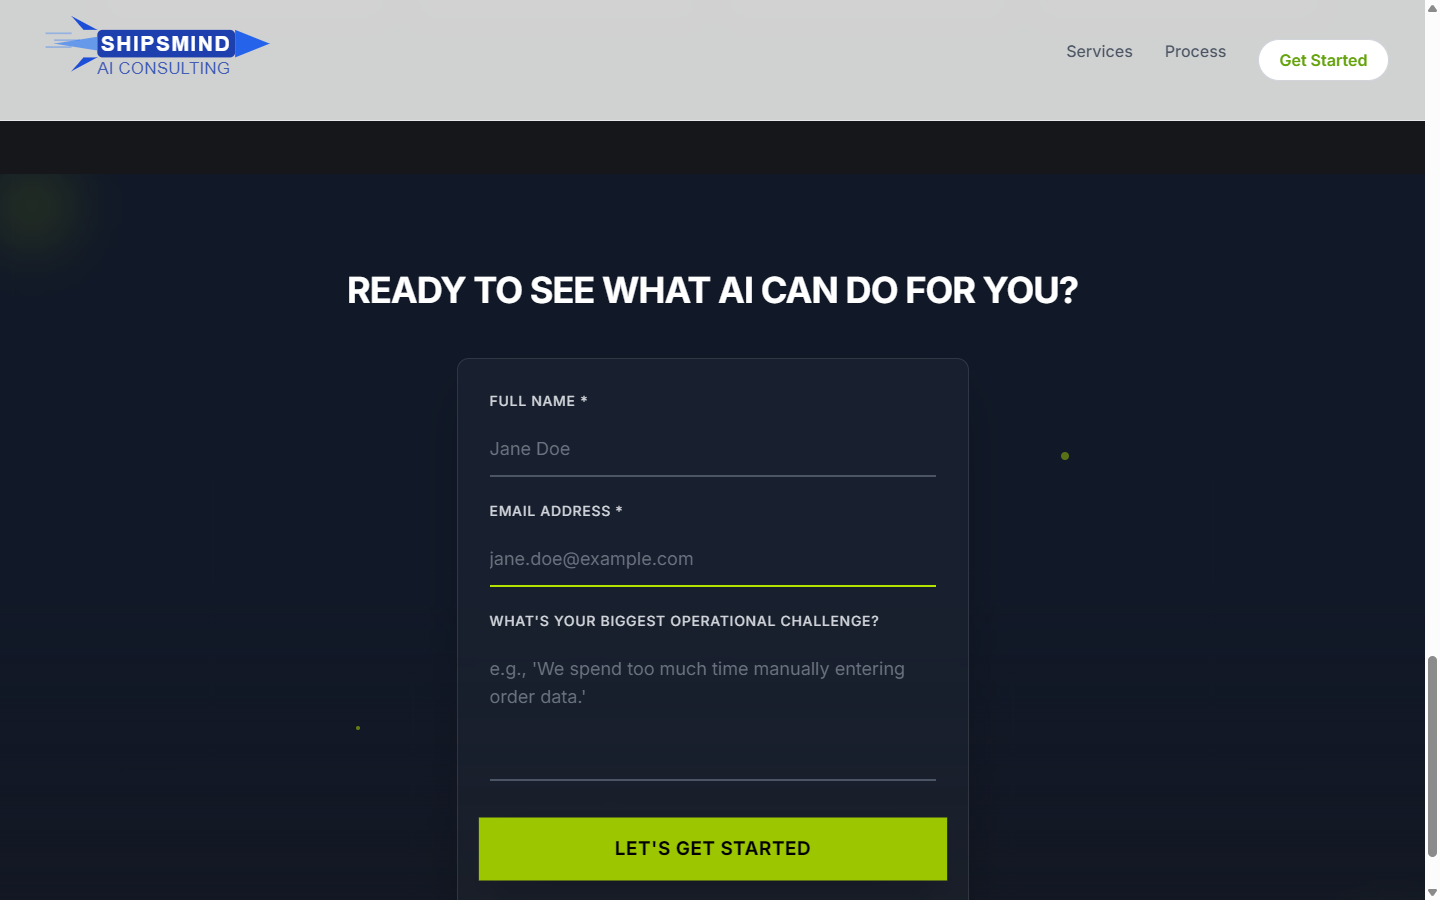 SHIPSMIND
AI CONSULTING
Services
Process
Get Started
READY TO SEE WHAT AI CAN DO FOR YOU?
FULL NAME *
Jane Doe
EMAIL ADDRESS *
jane.doe@example.com
WHAT'S YOUR BIGGEST OPERATIONAL CHALLENGE?
e.g., 'We spend too much time manually entering
order data.'
LET'S GET STARTED